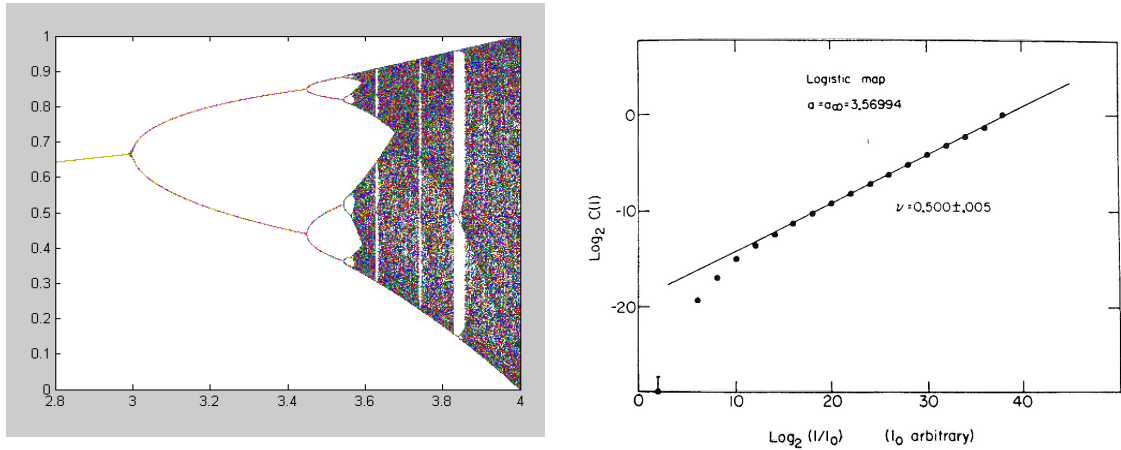 1
0.9
0.8
0.7
0.6
0.5
0.4
0.3
0.2
0.1
0
2.8 3 3.2 3.4 3.6 3.8 4
Logistic map
a = a∞ = 3.56994
ν = 0.500±.005
Log₂ C(l)
0
-10
-20
0 10 20 30 40
Log₂ (l/l₀) (l₀ arbitrary)